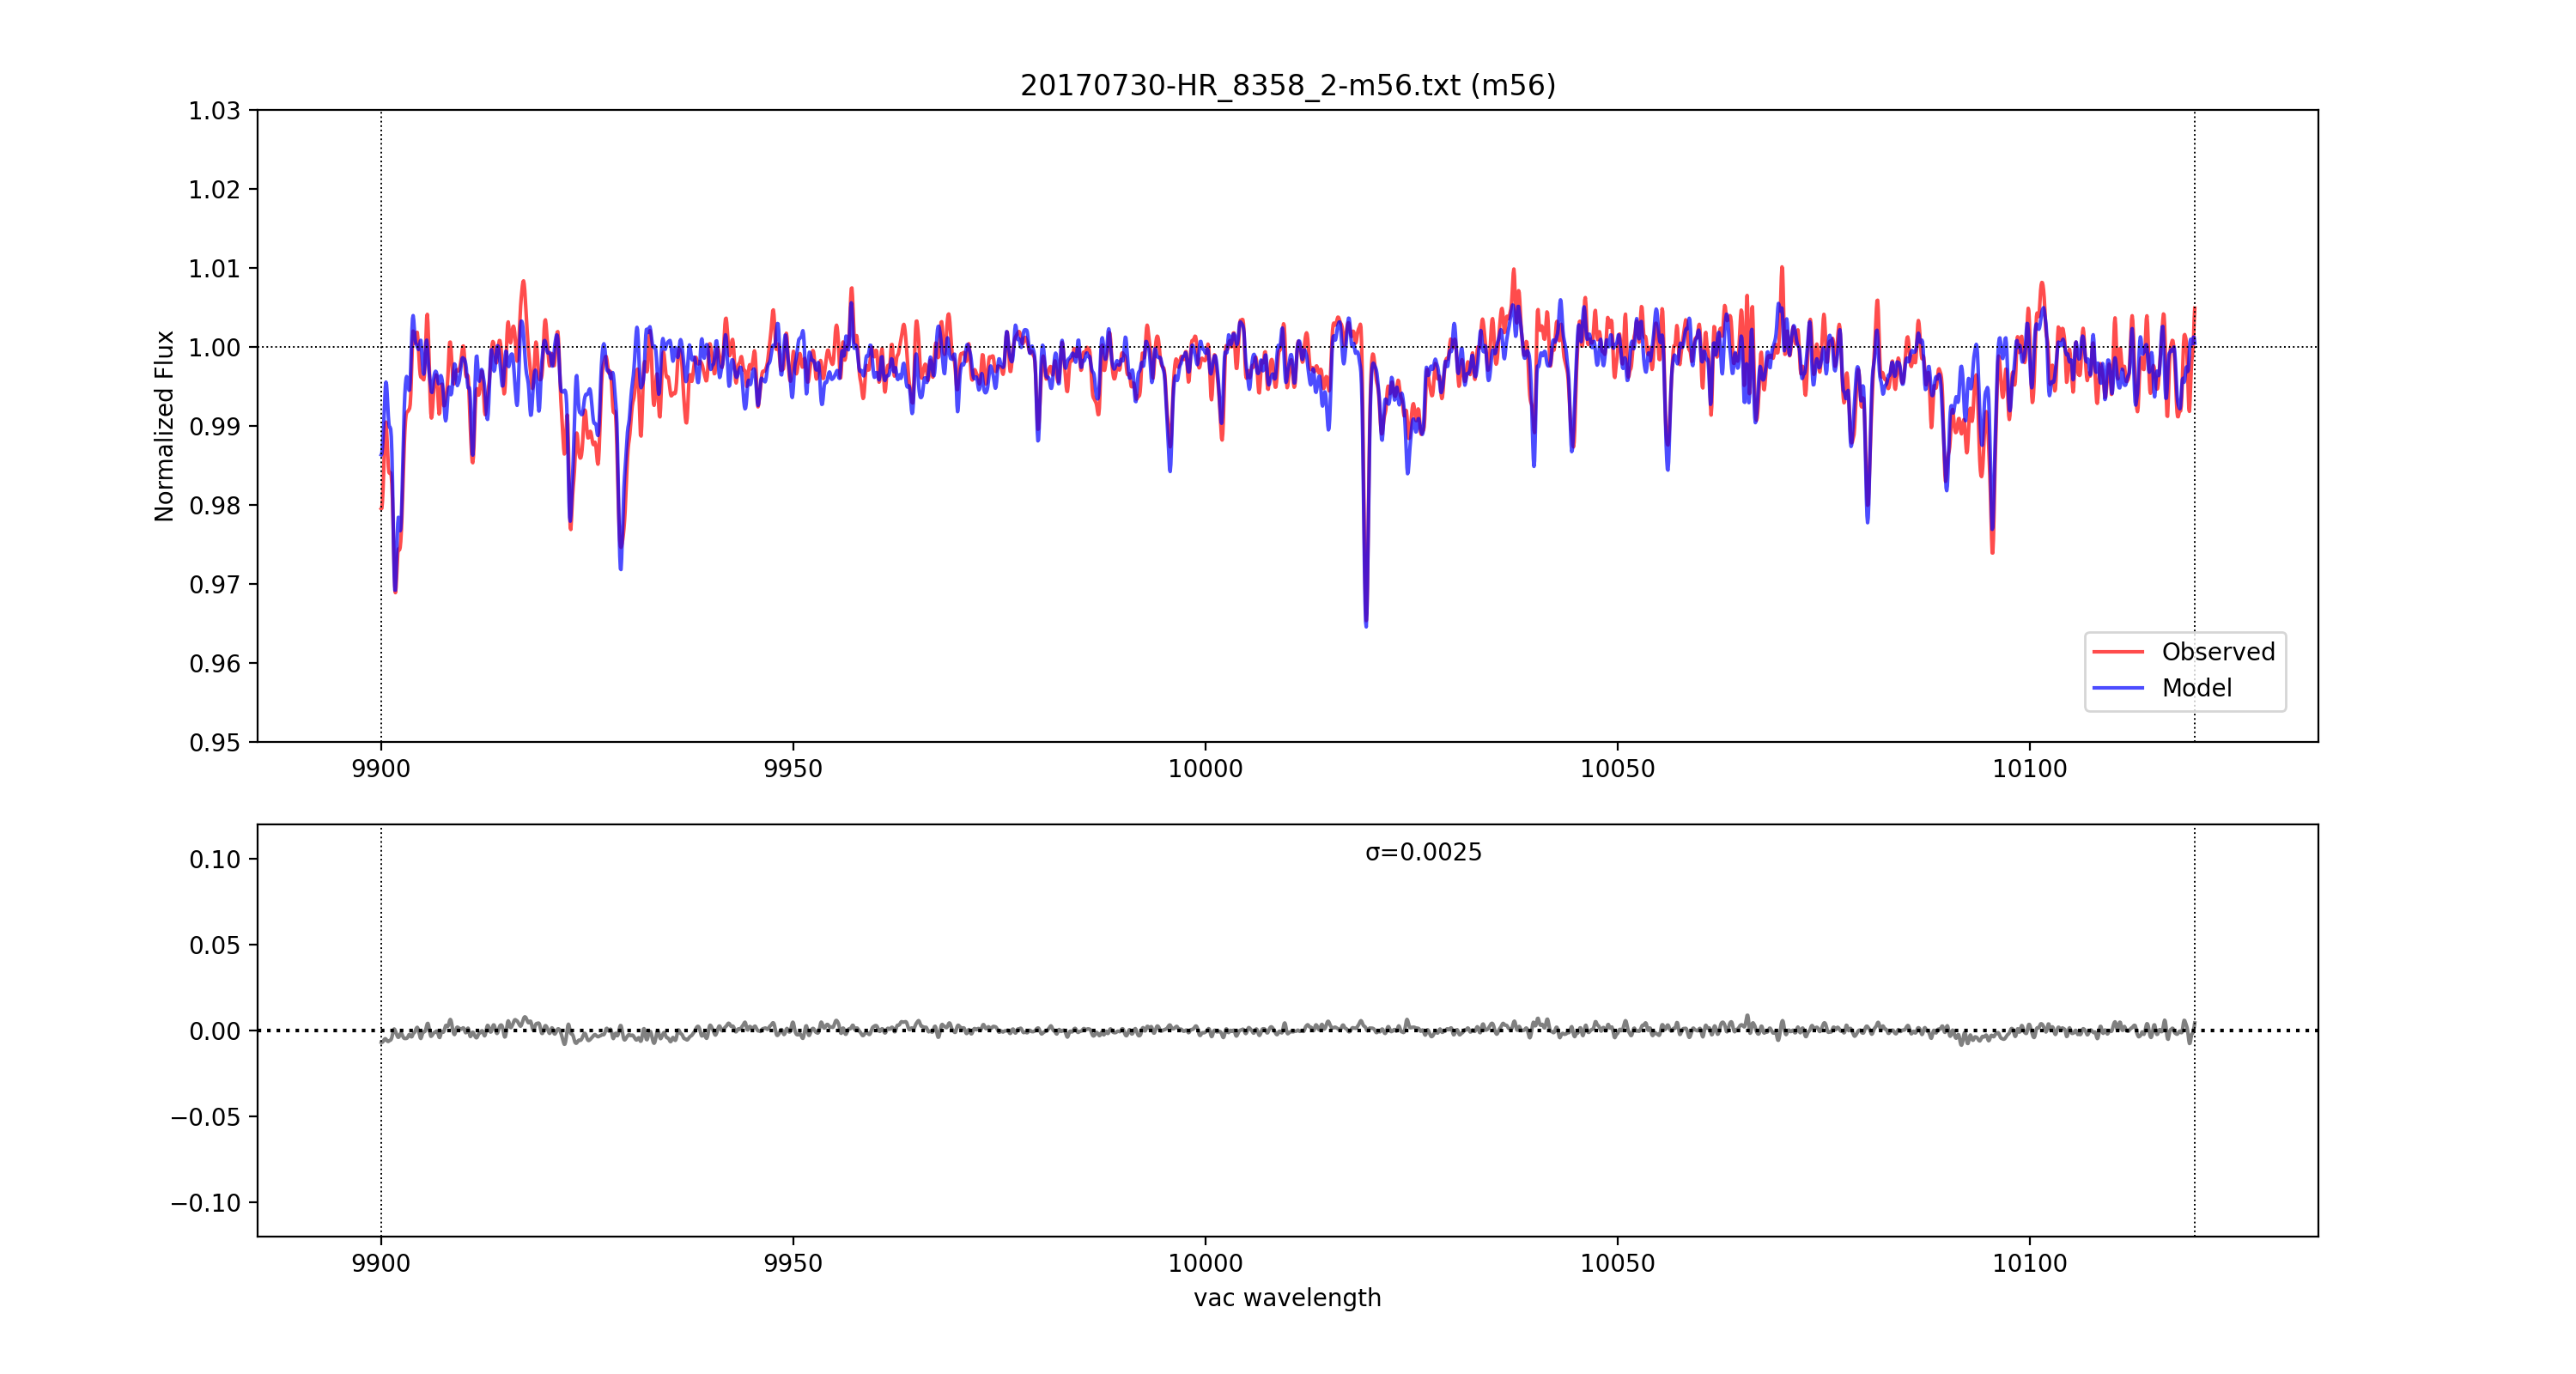 20170730-HR_8358_2-m56.txt (m56)
1.03
1.02
1.01
1.00
0.99
0.98
0.97
0.96
0.95
Normalized Flux
Observed
Model
9900 9950 10000 10050 10100
σ=0.0025
0.10
0.05
0.00
−0.05
−0.10
9900 9950 10000 10050 10100
vac wavelength